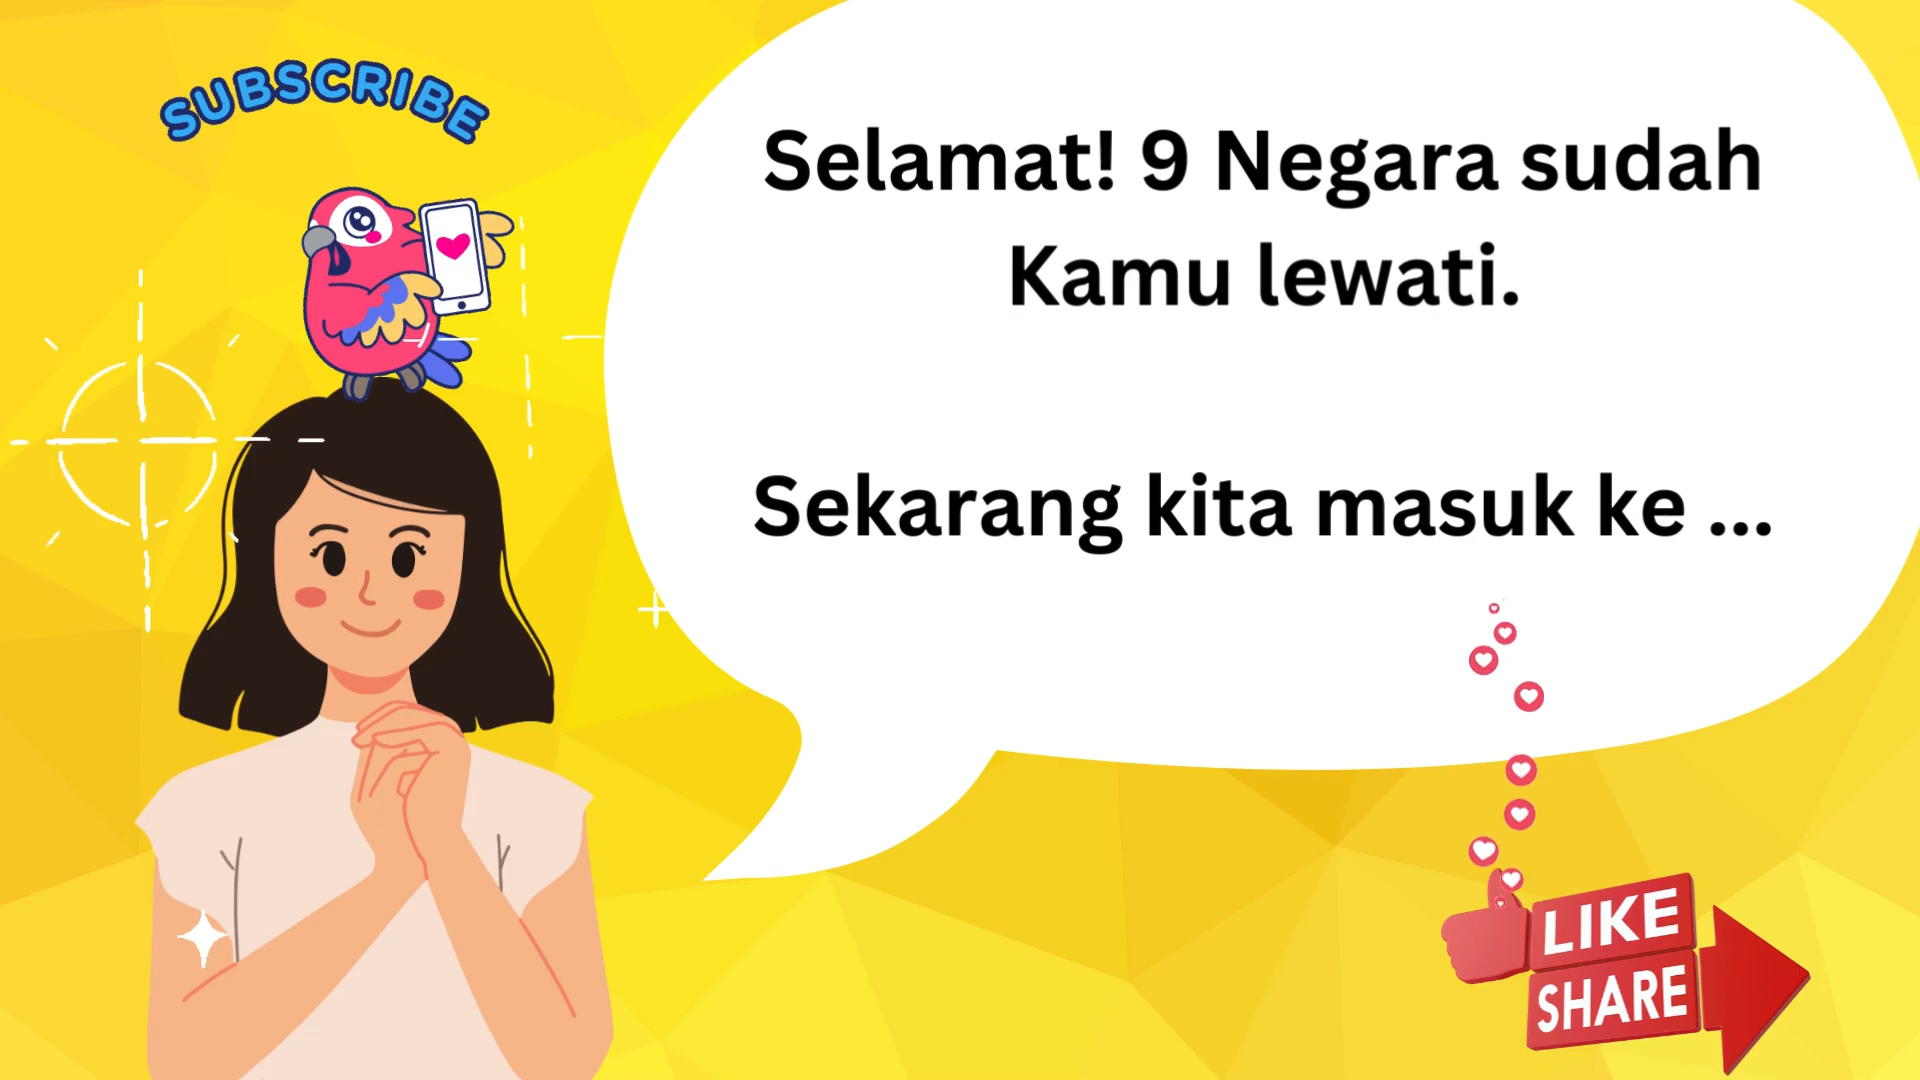 SUBSCRIBE
Selamat! 9 Negara sudah
Kamu lewati.
Sekarang kita masuk ke ...
LIKE
SHARE